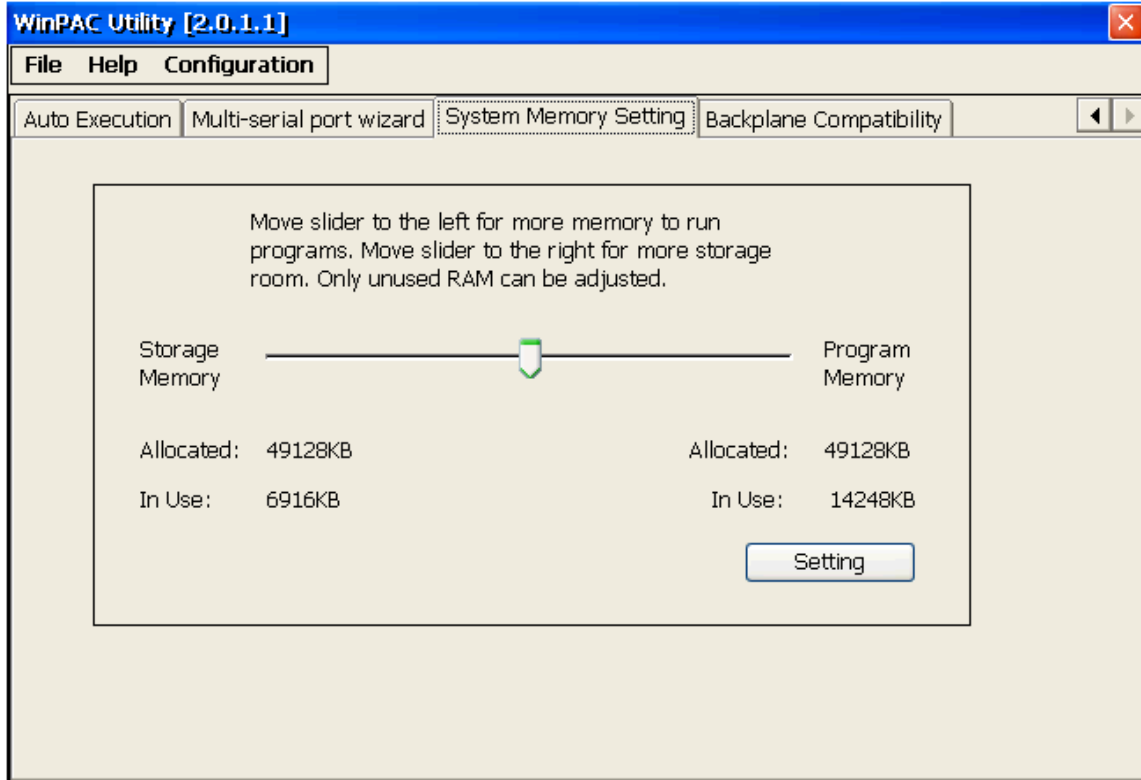 WinPAC Utility [2.0.1.1]
File Help Configuration
Auto Execution Multi-serial port wizard System Memory Setting Backplane Compatibility
Move slider to the left for more memory to run
programs. Move slider to the right for more storage
room. Only unused RAM can be adjusted.
Storage
Memory
Program
Memory
Allocated: 49128KB
Allocated: 49128KB
In Use: 6916KB
In Use: 14248KB
Setting